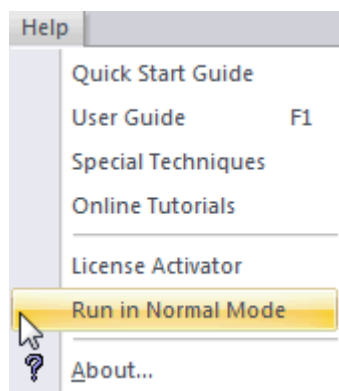 Help
Quick Start Guide
User Guide F1
Special Techniques
Online Tutorials
License Activator
Run in Normal Mode
About...